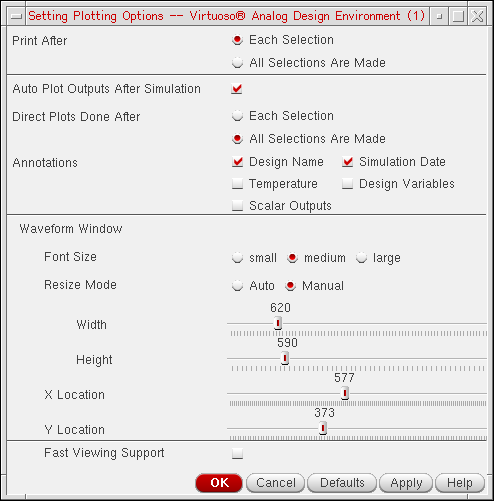 Setting Plotting Options -- Virtuoso® Analog Design Environment (1)
Print After Each Selection
All Selections Are Made
Auto Plot Outputs After Simulation
Direct Plots Done After Each Selection
All Selections Are Made
Annotations Design Name Simulation Date
Temperature Design Variables
Scalar Outputs
Waveform Window
Font Size small medium large
Resize Mode Auto Manual
620
Width
590
Height
577
X Location
373
Y Location
Fast Viewing Support
OK Cancel Defaults Apply Help